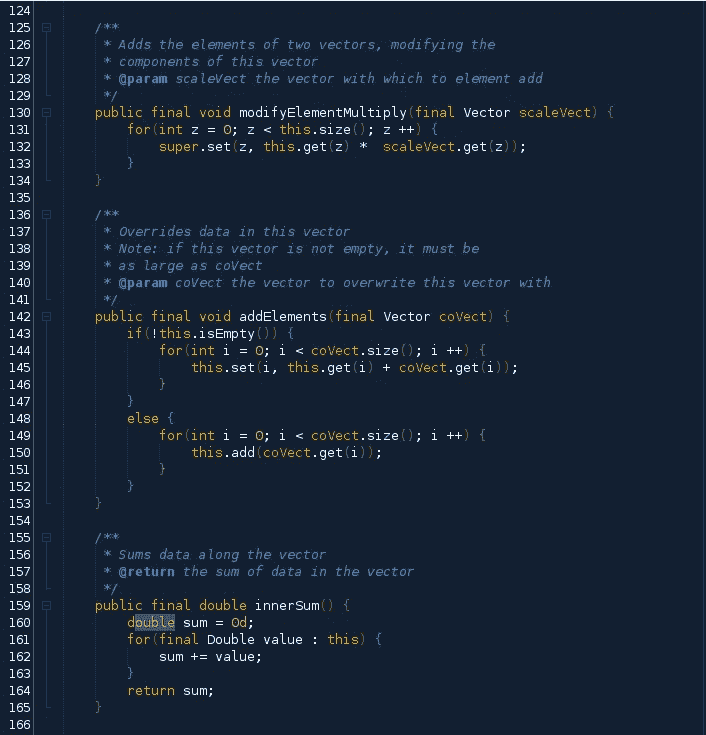 124
125 /**
126 * Adds the elements of two vectors, modifying the
127 * components of this vector
128 * @param scaleVect the vector with which to element add
129 */
130 public final void modifyElementMultiply(final Vector scaleVect) {
131 for(int z = 0; z < this.size(); z ++) {
132 super.set(z, this.get(z) *  scaleVect.get(z));
133 }
134 }
135
136 /**
137 * Overrides data in this vector
138 * Note: if this vector is not empty, it must be
139 * as large as coVect
140 * @param coVect the vector to overwrite this vector with
141 */
142 public final void addElements(final Vector coVect) {
143 if(!this.isEmpty()) {
144 for(int i = 0; i < coVect.size(); i ++) {
145 this.set(i, this.get(i) + coVect.get(i));
146 }
147 }
148 else {
149 for(int i = 0; i < coVect.size(); i ++) {
150 this.add(coVect.get(i));
151 }
152 }
153 }
154
155 /**
156 * Sums data along the vector
157 * @return the sum of data in the vector
158 */
159 public final double innerSum() {
160 double sum = 0d;
161 for(final Double value : this) {
162 sum += value;
163 }
164 return sum;
165 }
166